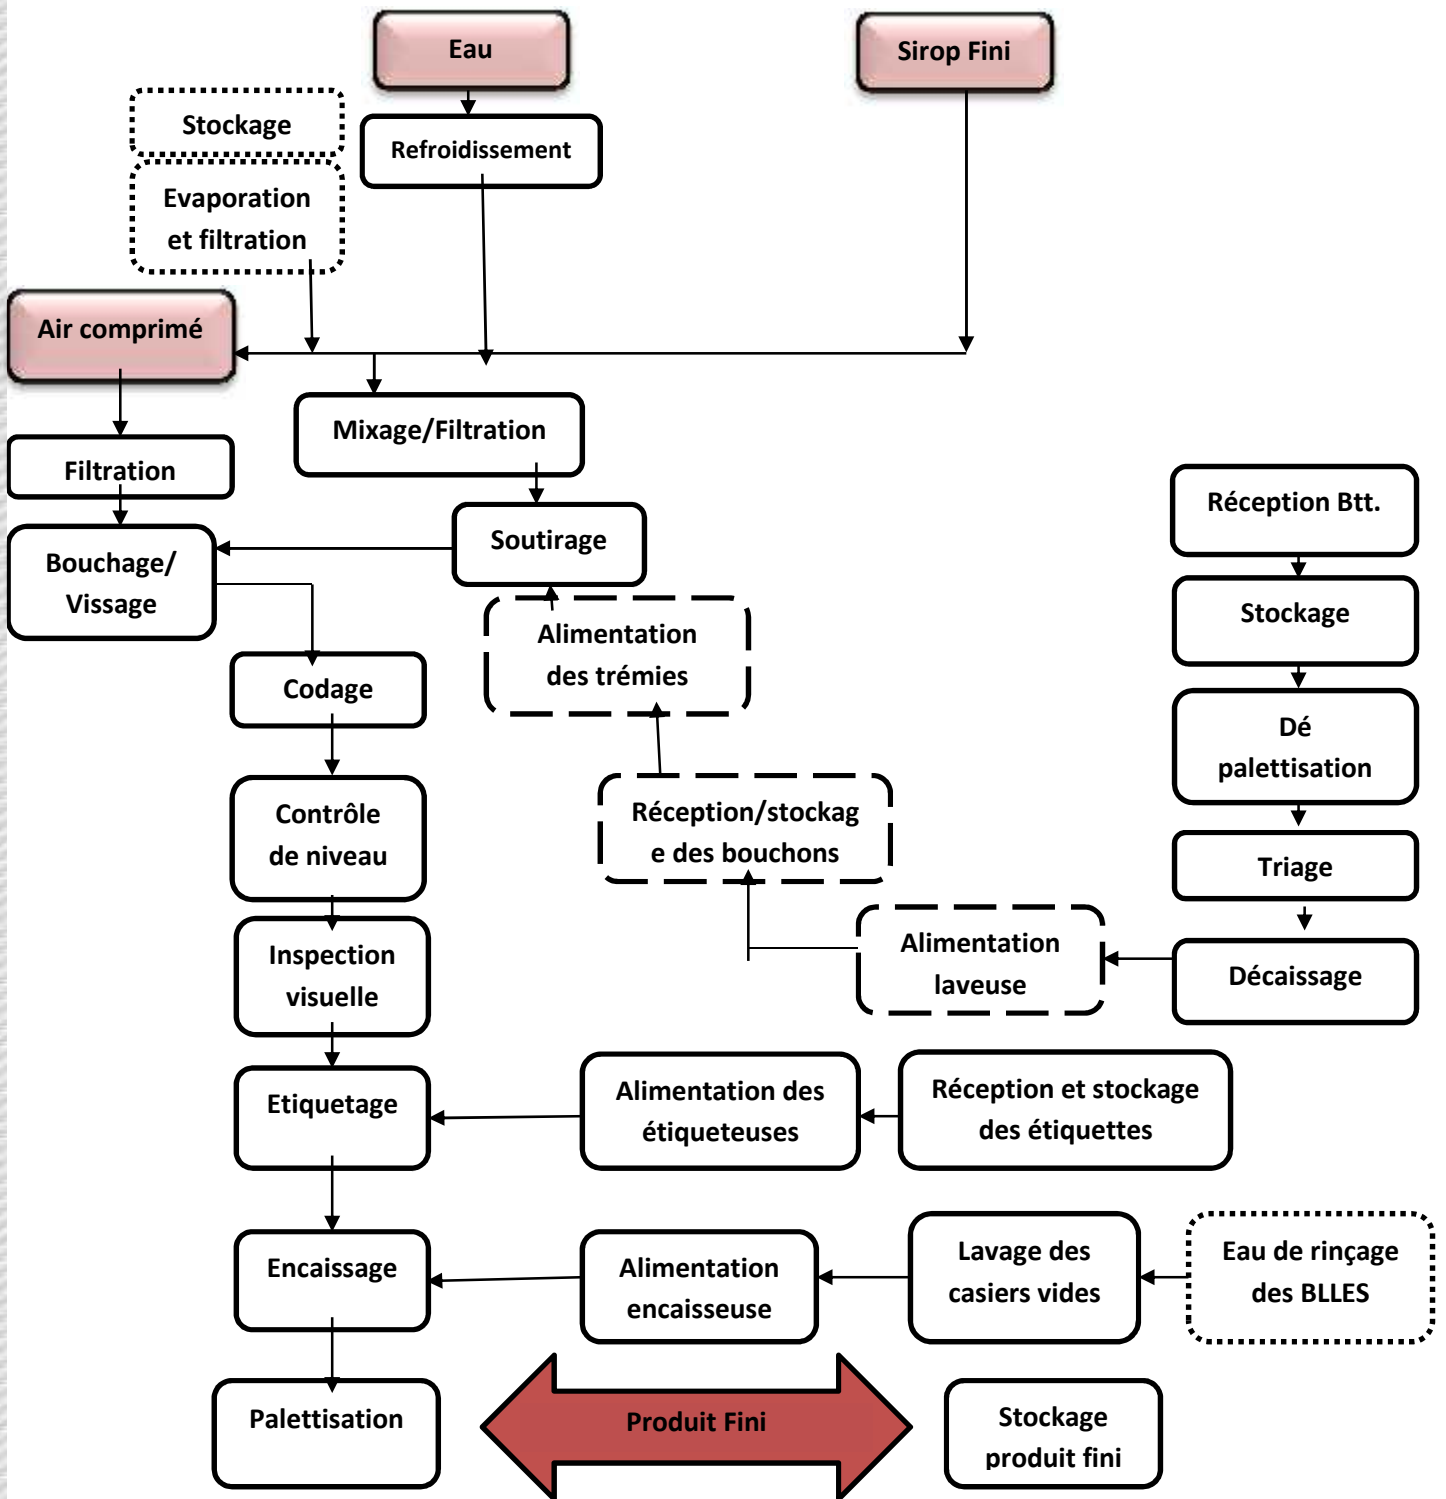 Eau
Sirop Fini
Stockage
Refroidissement
Evaporation
et filtration
Air comprimé
Mixage/Filtration
Filtration
Réception Btt.
Soutirage
Bouchage/
Vissage
Stockage
Alimentation
des trémies
Codage
Dé
palettisation
Contrôle
de niveau
Réception/stockag
e des bouchons
Triage
Inspection
visuelle
Alimentation
laveuse
Décaissage
Etiquetage
Alimentation des
étiqueteuses
Réception et stockage
des étiquettes
Encaissage
Alimentation
encaisseuse
Lavage des
casiers vides
Eau de rinçage
des BLLES
Palettisation
Produit Fini
Stockage
produit fini